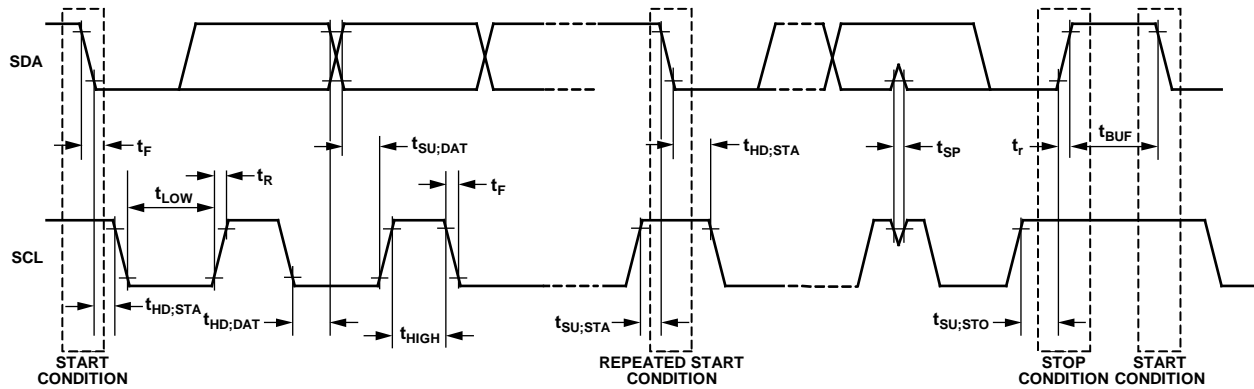 SDA
tF
tSU;DAT
tHD;STA
tSP
tr
tBUF
tLOW
tR
tF
SCL
tHD;STA
tHD;DAT
tHIGH
tSU;STA
tSU;STO
START
CONDITION
REPEATED START
CONDITION
STOP
CONDITION
START
CONDITION